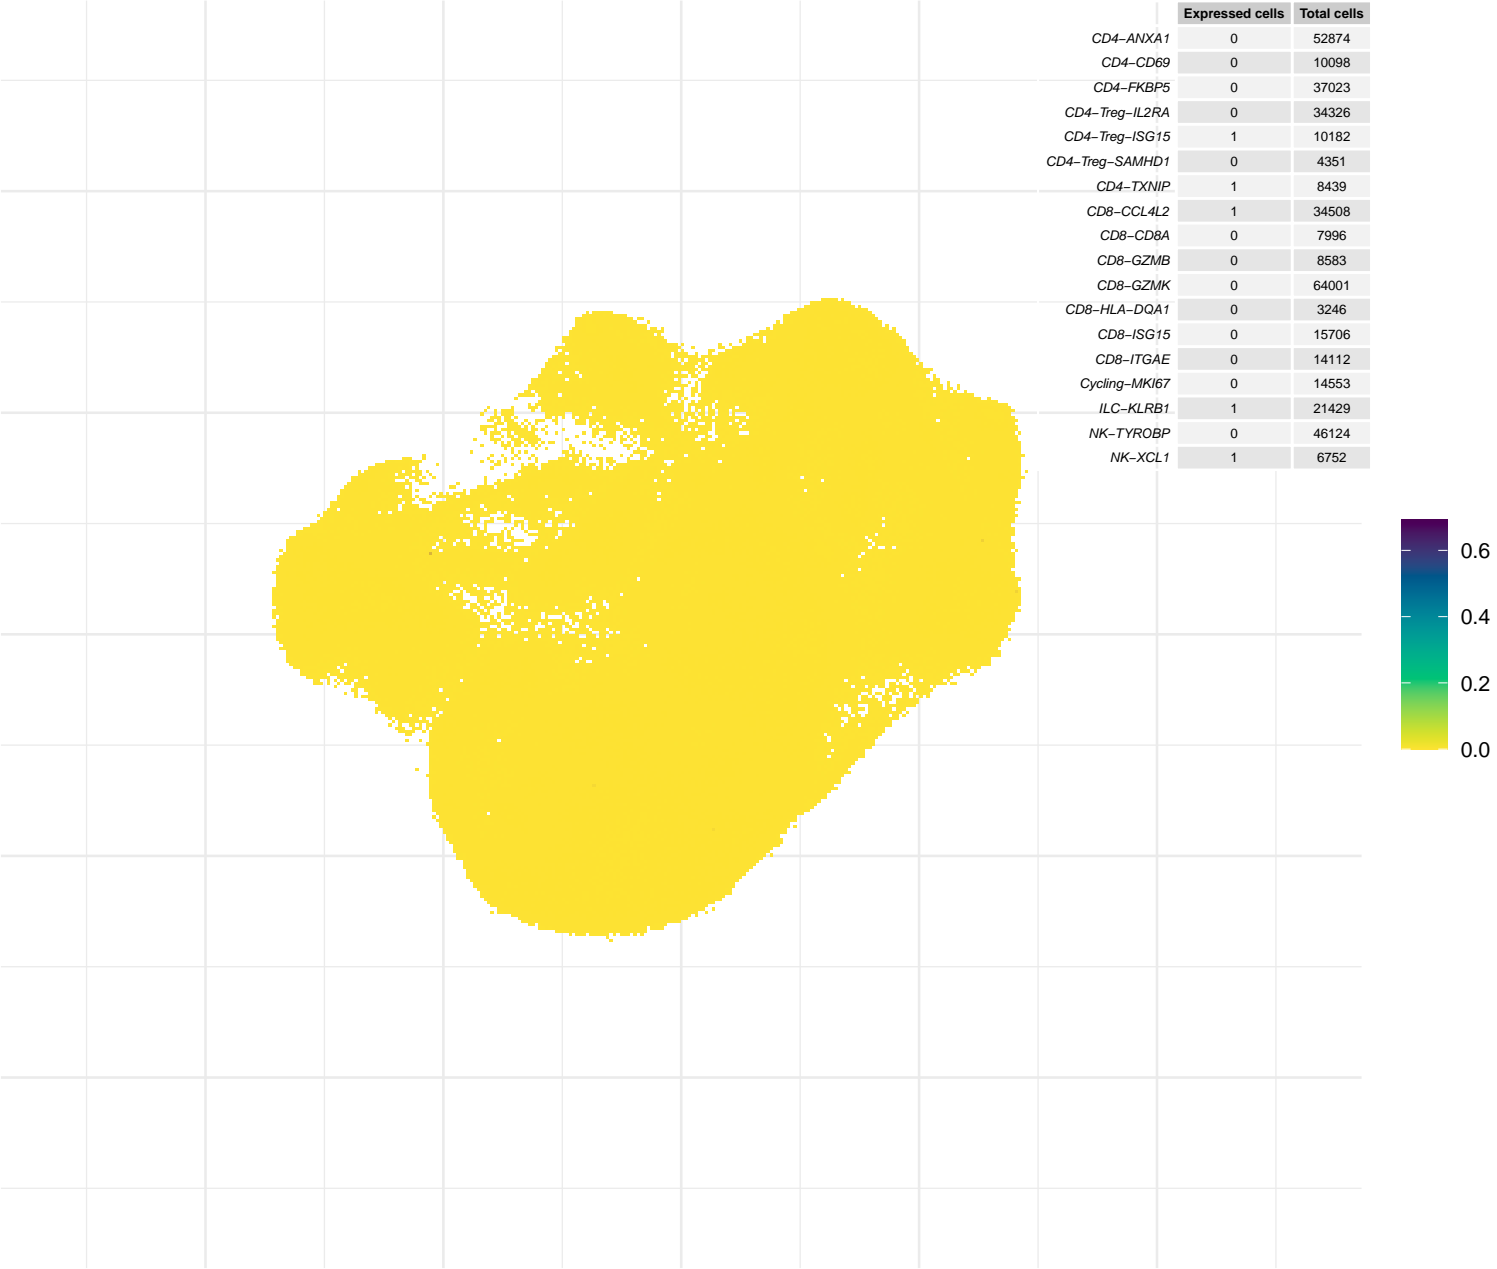 Expressed cells Total cells
CD4−ANXA1 0 52874
CD4−CD69 0 10098
CD4−FKBP5 0 37023
CD4−Treg−IL2RA 0 34326
CD4−Treg−ISG15 1 10182
CD4−Treg−SAMHD1 0 4351
CD4−TXNIP 1 8439
CD8−CCL4L2 1 34508
CD8−CD8A 0 7996
CD8−GZMB 0 8583
CD8−GZMK 0 64001
CD8−HLA−DQA1 0 3246
CD8−ISG15 0 15706
CD8−ITGAE 0 14112
Cycling−MKI67 0 14553
ILC−KLRB1 1 21429
NK−TYROBP 0 46124
NK−XCL1 1 6752
0.6
0.4
0.2
0.0